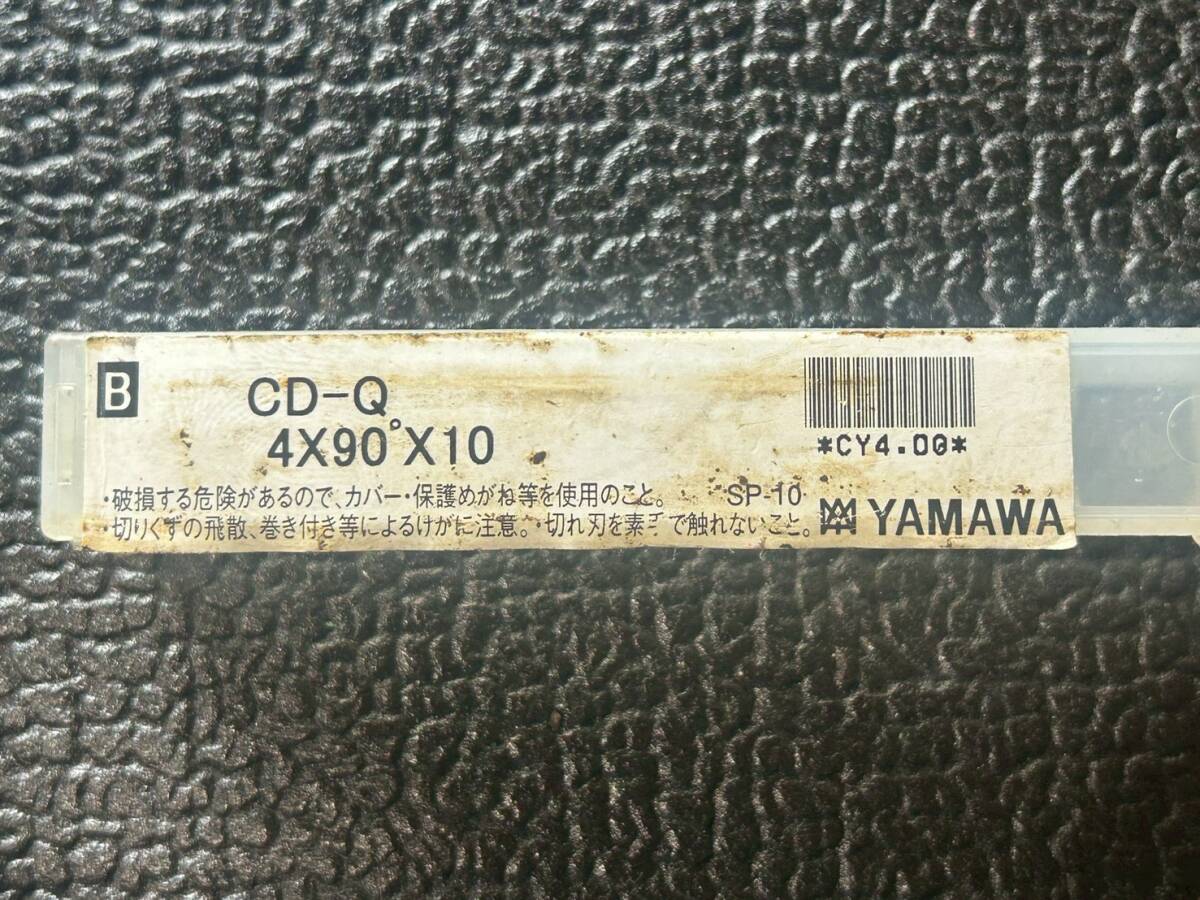 B
CD-Q
4X90°X10
*CY4.0Q*
・破損する危険があるので、カバー・保護めがね等を使用のこと。 SP-10
・切りくずの飛散、巻き付き等によるけがに注意。・切れ刃を素手で触れないこと。
YAMAWA